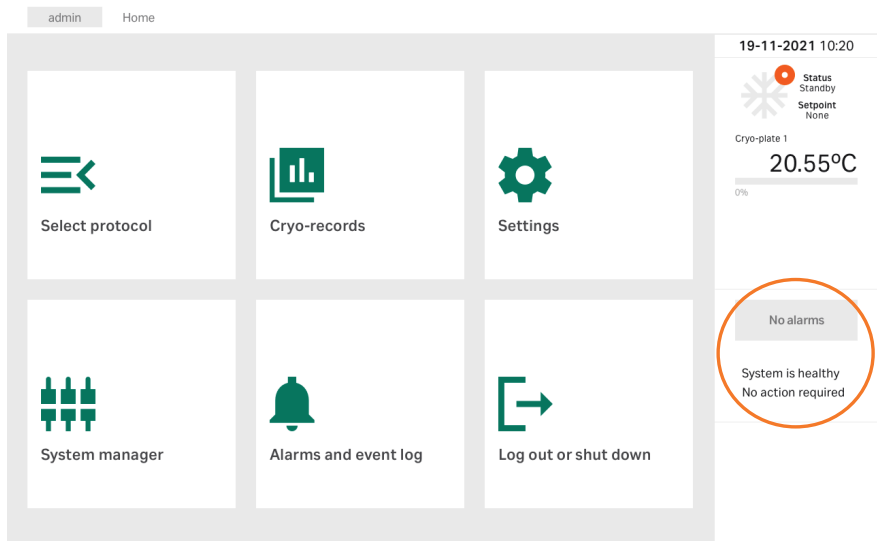 admin
Home
19-11-2021 10:20
Status
Standby
Setpoint
None
Cryo-plate 1
20.55ºC
0%
Select protocol
Cryo-records
Settings
No alarms
System is healthy
No action required
System manager
Alarms and event log
Log out or shut down